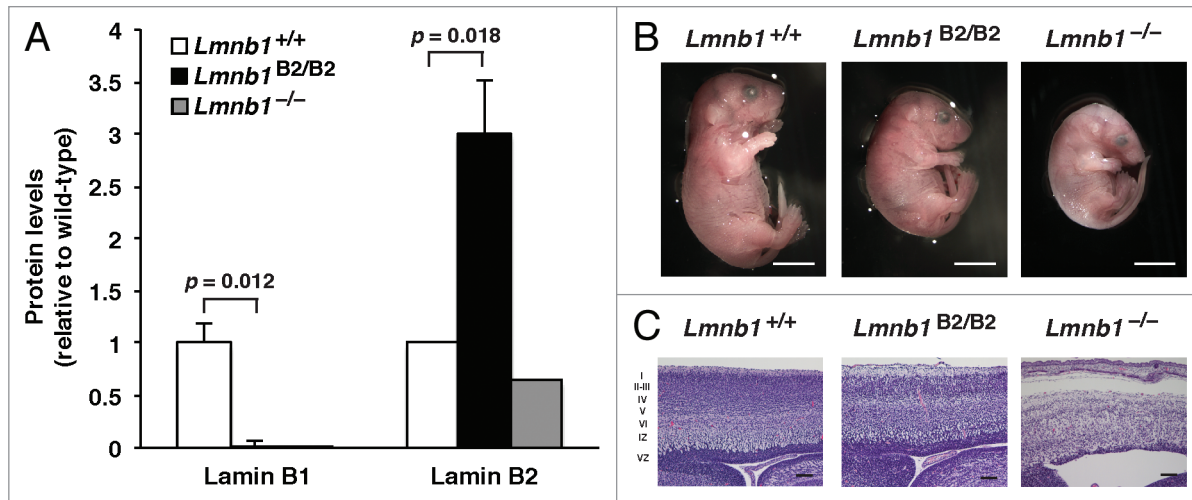 A
Protein levels
(relative to wild-type)
4
3.5
3
2.5
2
1.5
1
0.5
0
Lmnb1+/+
Lmnb1B2/B2
Lmnb1–/–
p = 0.018
p = 0.012
Lamin B1
Lamin B2
B
Lmnb1+/+
Lmnb1B2/B2
Lmnb1–/–
C
Lmnb1+/+
Lmnb1B2/B2
Lmnb1–/–
I
II-III
IV
V
VI
IZ
VZ